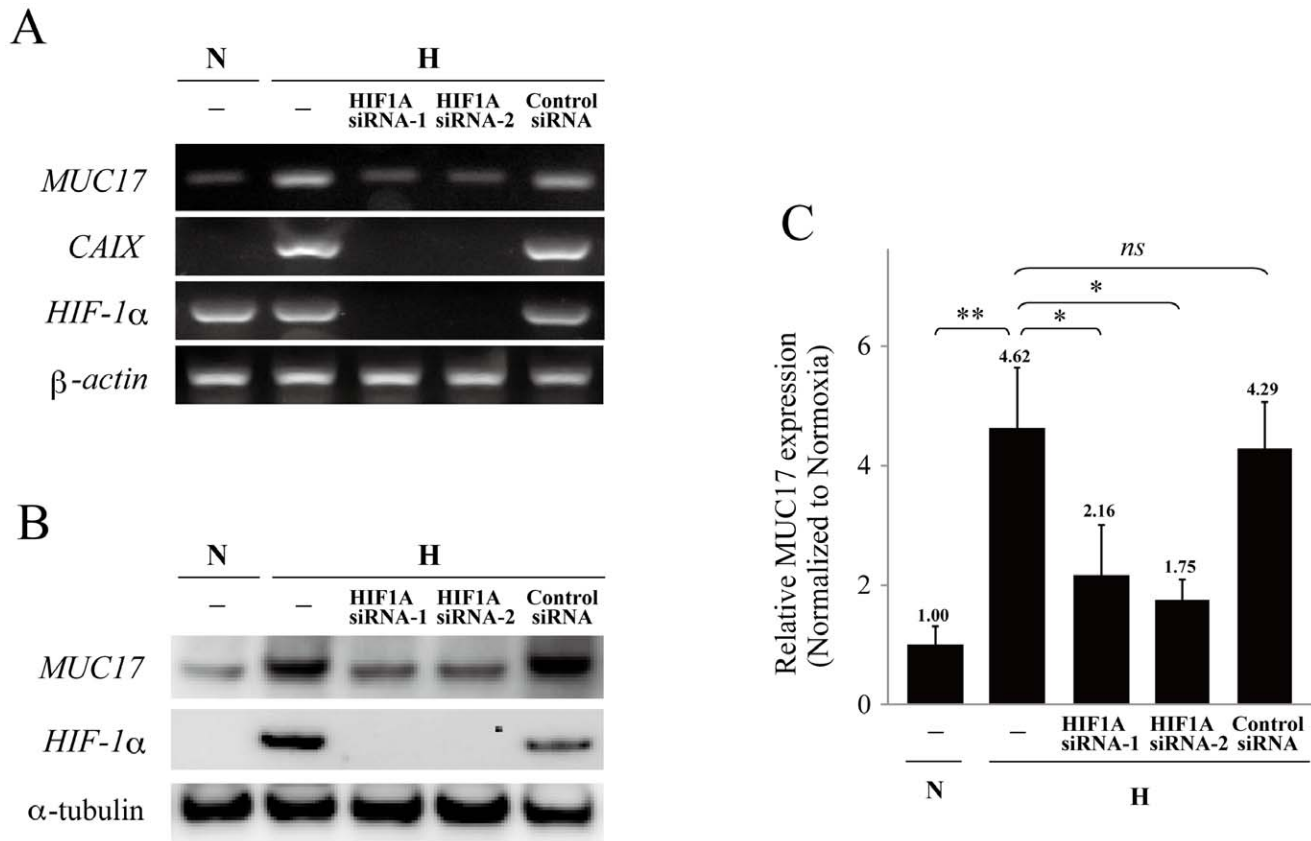 A
N H
– – HIF1A HIF1A Control
siRNA-1 siRNA-2 siRNA
MUC17
CAIX
HIF-1α
β-actin
B
N H
– – HIF1A HIF1A Control
siRNA-1 siRNA-2 siRNA
MUC17
HIF-1α
α-tubulin
C
Relative MUC17 expression
(Normalized to Normoxia)
ns
*
** *
6
4
2
0
1.00
4.62
2.16
1.75
4.29
– – HIF1A HIF1A Control
siRNA-1 siRNA-2 siRNA
N H